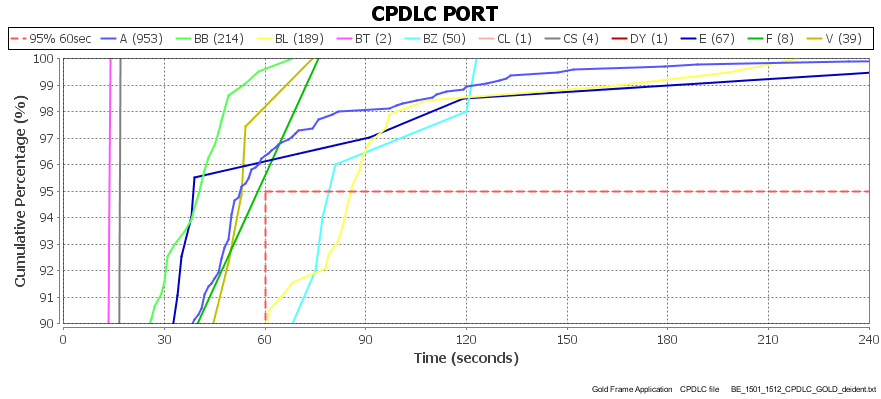 CPDLC PORT
95% 60sec A (953) BB (214) BL (189) BT (2) BZ (50) CL (1) CS (4) DY (1) E (67) F (8) V (39)
100
99
98
97
96
95
94
93
92
91
90
Cumulative Percentage (%)
0 30 60 90 120 150 180 210 240
Time (seconds)
Gold Frame Application CPDLC file BE_1501_1512_CPDLC_GOLD_deident.txt